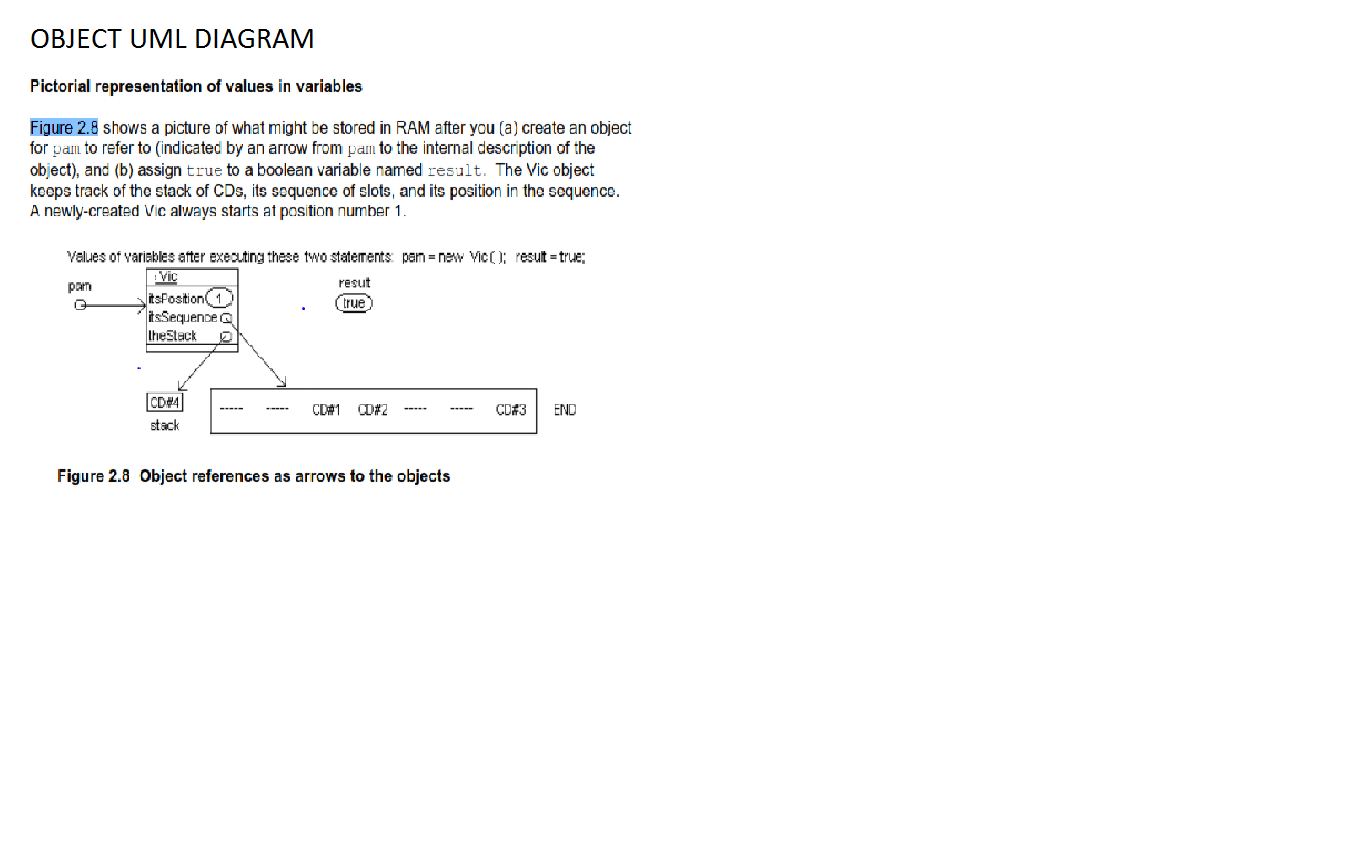 OBJECT UML DIAGRAM
Pictorial representation of values in variables
Figure 2.8 shows a picture of what might be stored in RAM after you (a) create an object
for pam to refer to (indicated by an arrow from pam to the internal description of the
object), and (b) assign true to a boolean variable named result. The Vic object
keeps track of the stack of CDs, its sequence of slots, and its position in the sequence.
A newly-created Vic always starts at position number 1.
Values of variables after executing these two statements: pam = new Vic( ); result = true;
pam
: Vic
itsPosition 1
itsSequence
theStack
resut
true
CD#4
stack
----- ----- CD#1 CD#2 ----- ----- CD#3 END
Figure 2.8 Object references as arrows to the objects